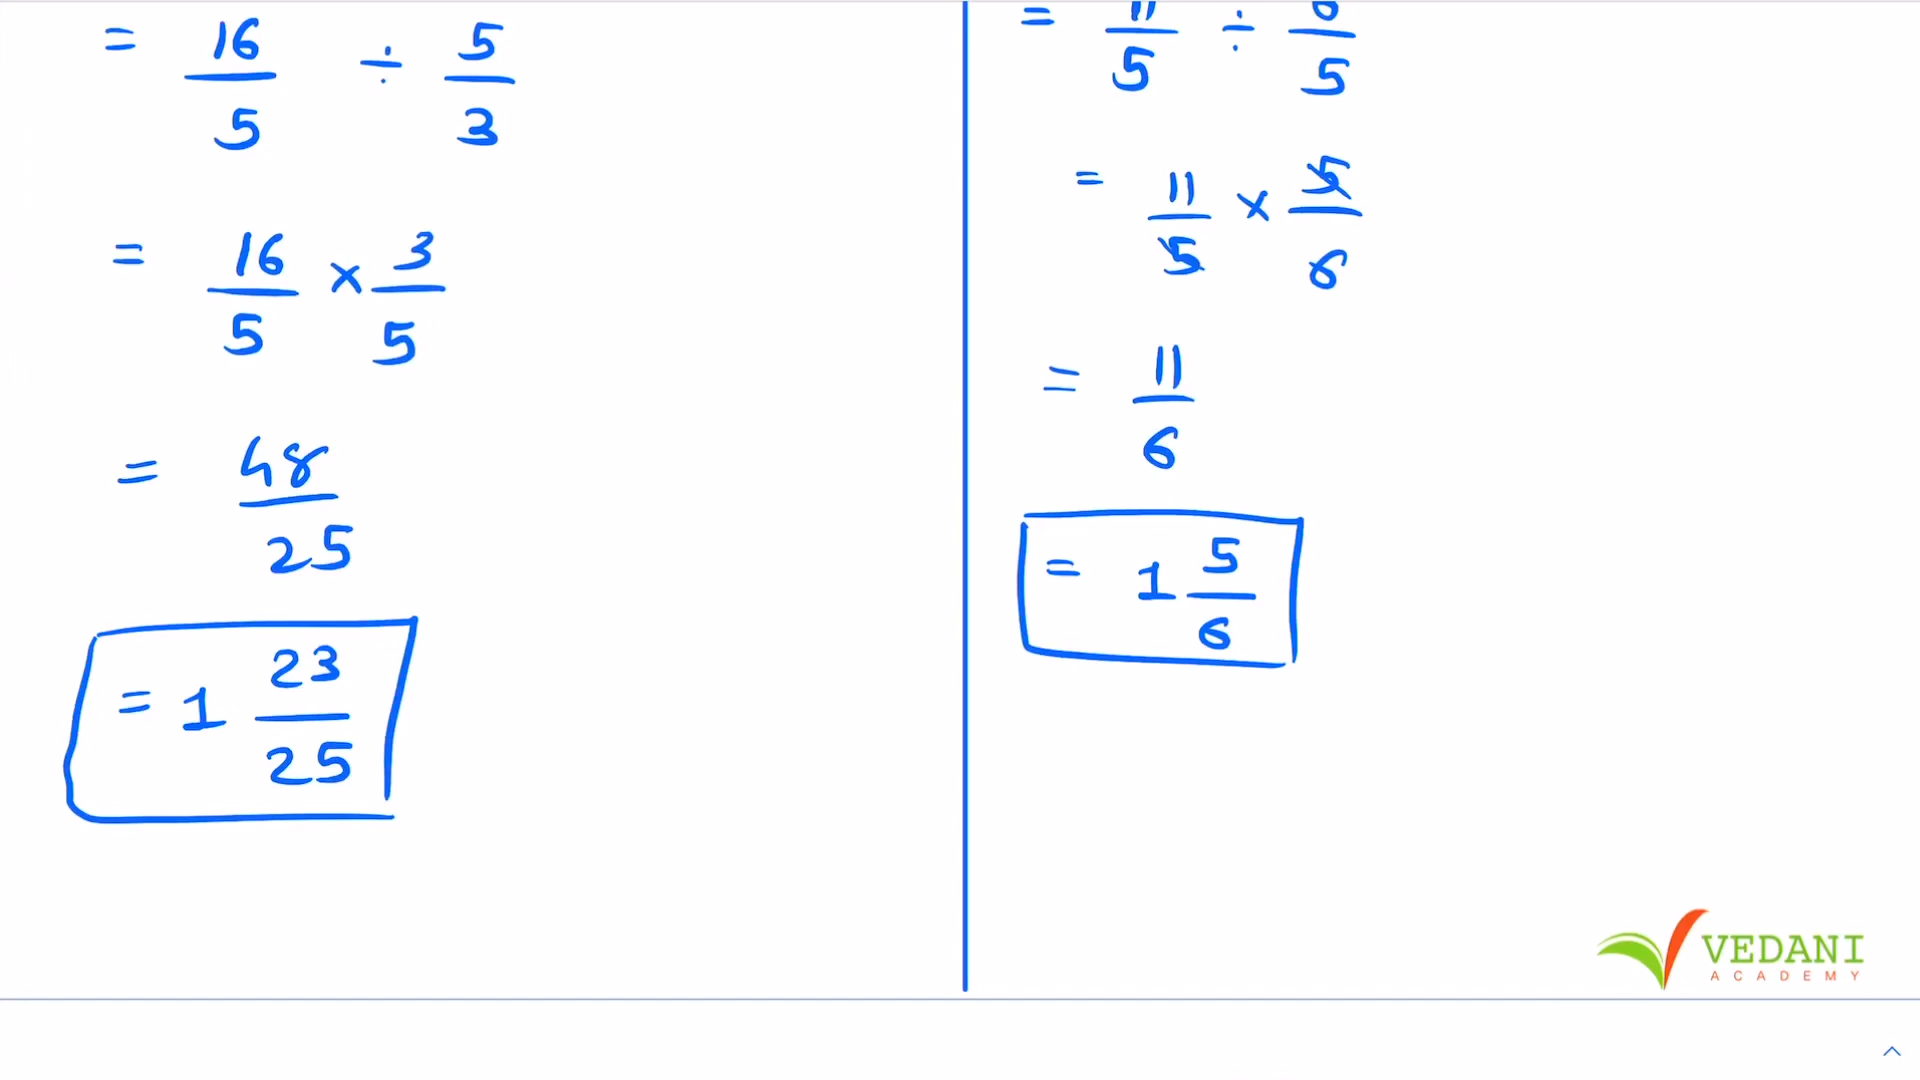 = 16/5 ÷ 5/3
= 16/5 × 3/5
= 48/25
= 1 23/25
= 11/5 ÷ 6/5
= 11/5 × 5/6
= 11/6
= 1 5/6
VEDANI
ACADEMY